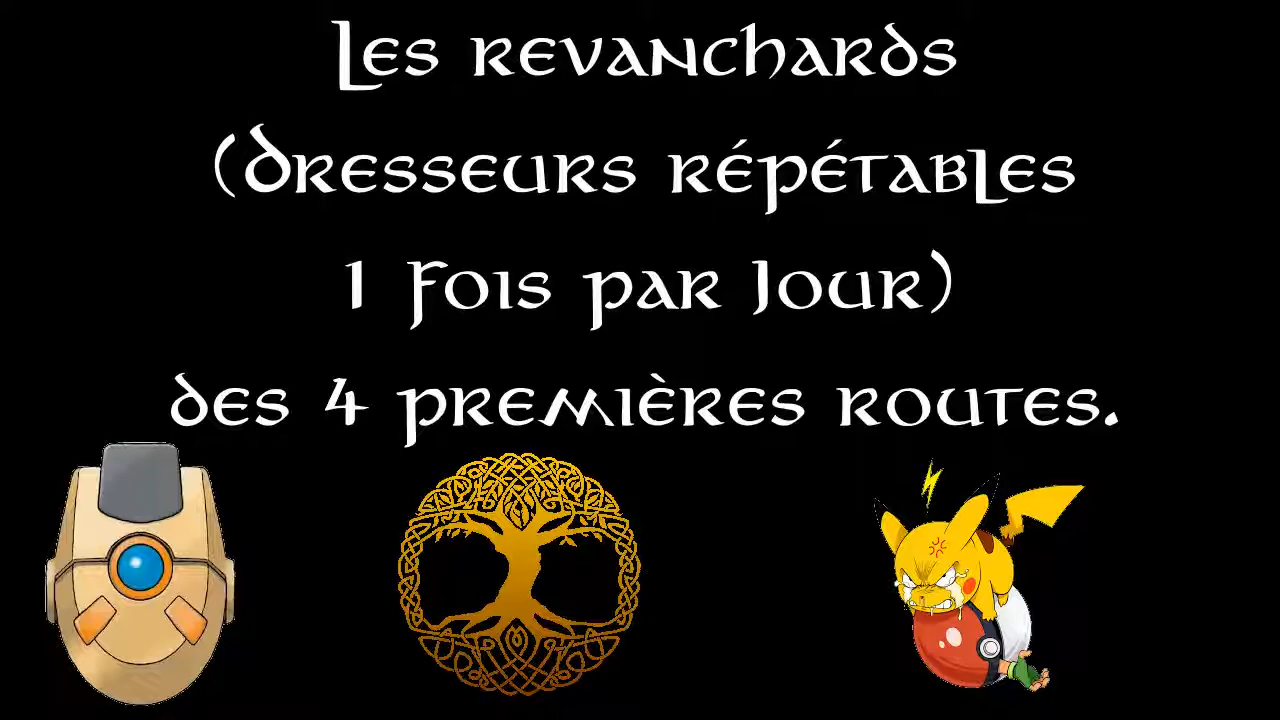 Les revanchards
(Dresseurs répétables
1 fois par jour)
des 4 premières routes.